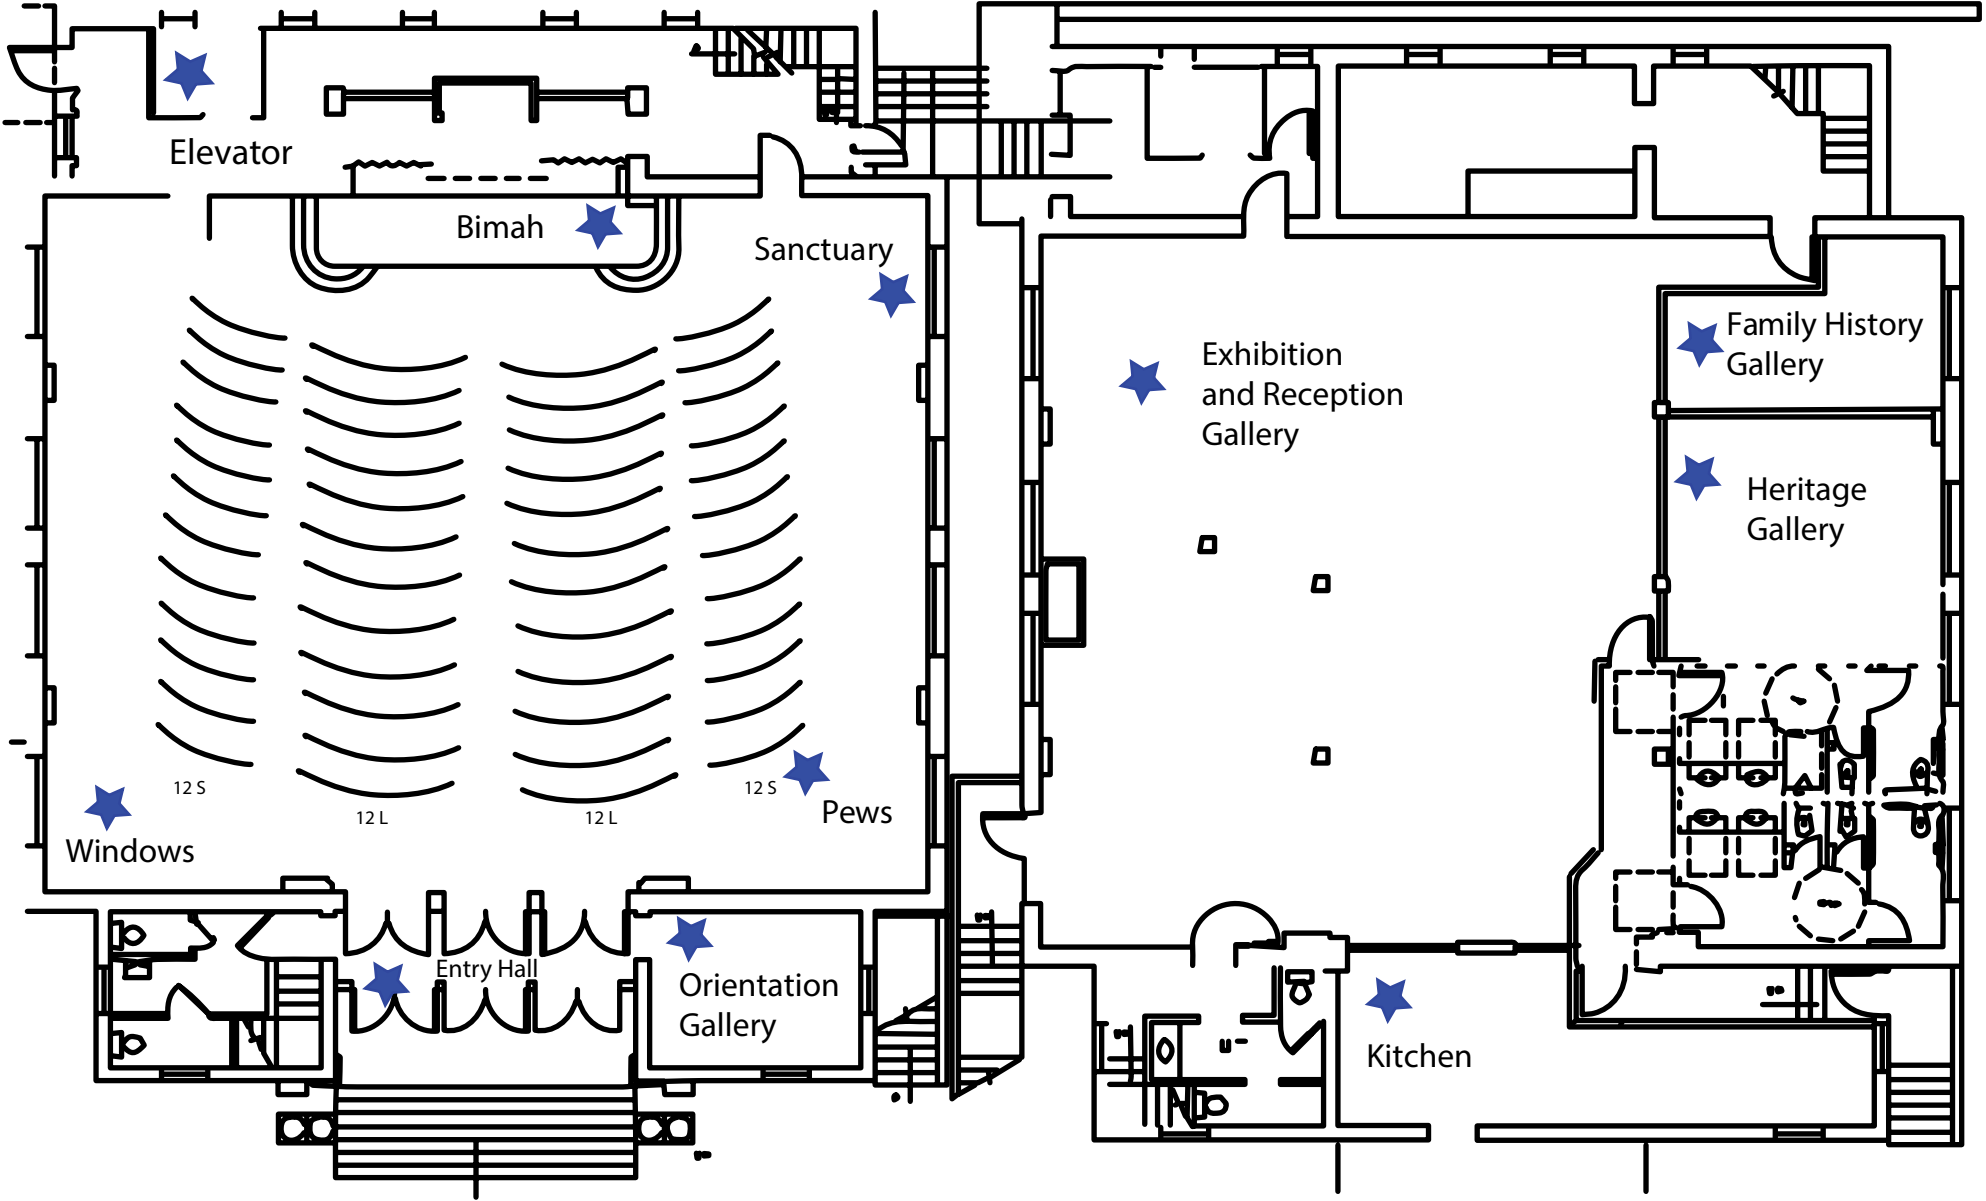 Elevator
Bimah
Sanctuary
Windows
12 S
12 L
12 L
12 S
Pews
Entry Hall
Orientation
Gallery
Exhibition
and Reception
Gallery
Family History
Gallery
Heritage
Gallery
Kitchen